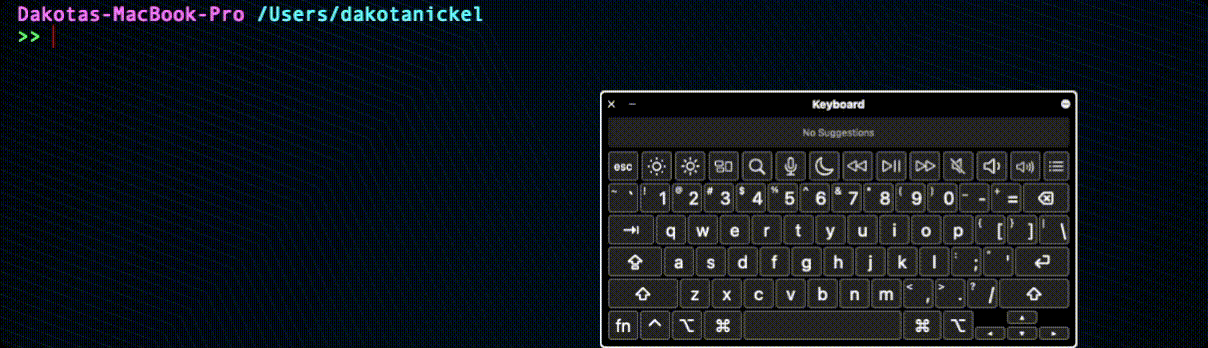 Dakotas-MacBook-Pro /Users/dakotanickel
>>
Keyboard
No Suggestions
esc
~ ` ! 1 @ 2 # 3 $ 4 % 5 ^ 6 & 7 * 8 ( 9 ) 0 _ - + =
q w e r t y u i o p { [ } ] | \
a s d f g h j k l : ; " '
z x c v b n m < , > . ? /
fn ^ ⌥ ⌘ ⌘ ⌥